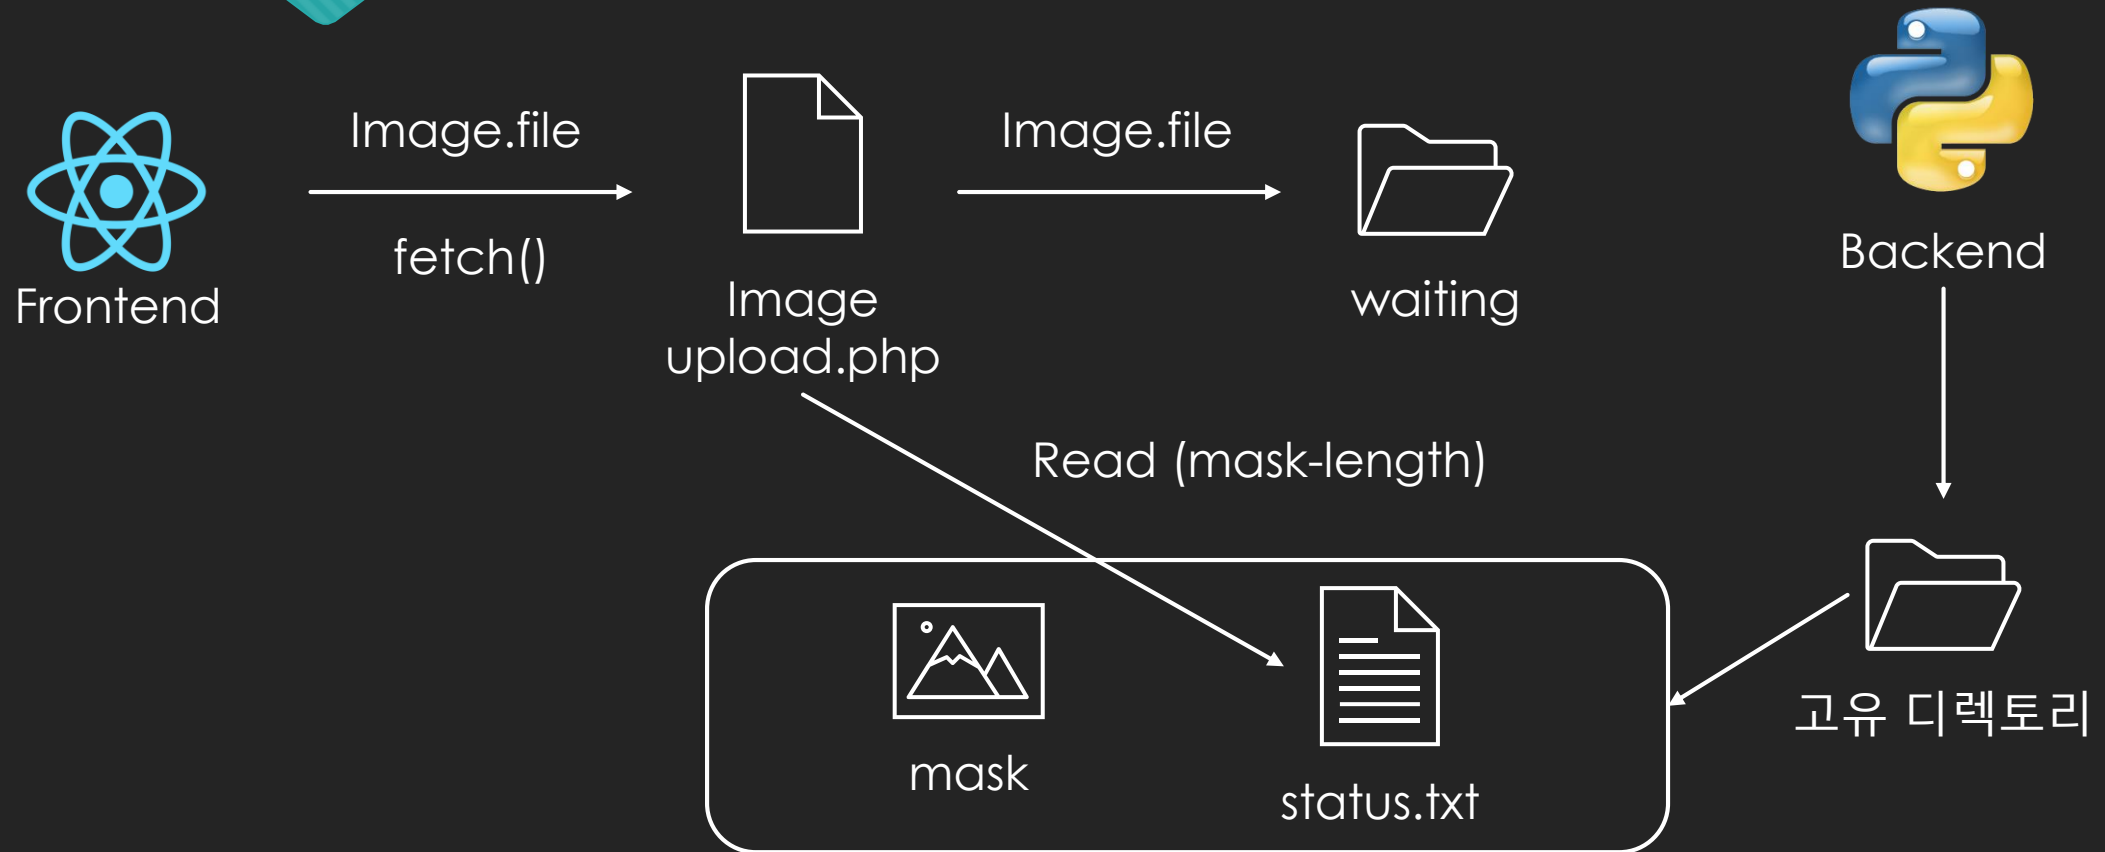 Image.file
fetch()
Frontend
Image
upload.php
Image.file
waiting
Backend
Read (mask-length)
mask
status.txt
고유 디렉토리